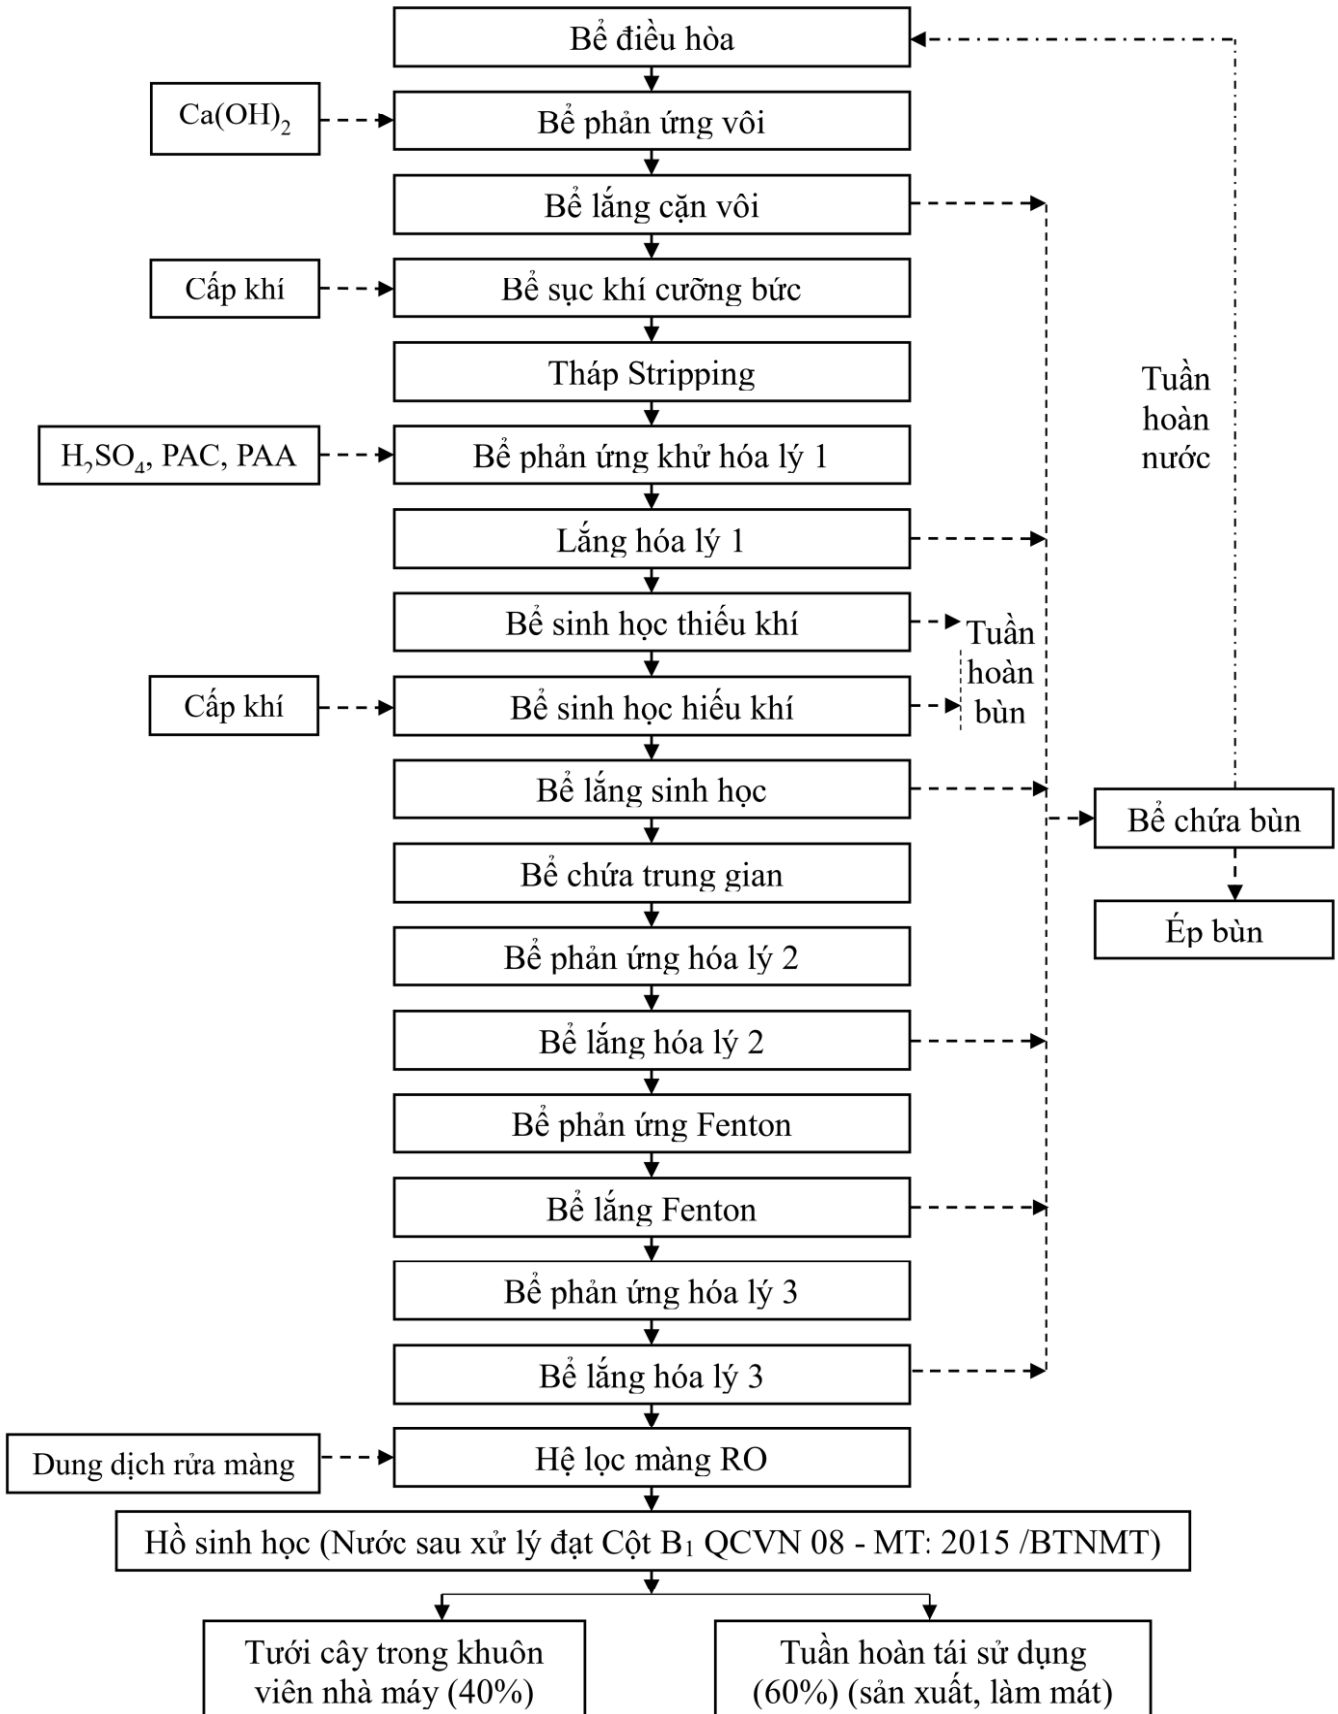 Bể điều hòa
Ca(OH)₂
Bể phản ứng vôi
Bể lắng cặn vôi
Cấp khí
Bể sục khí cưỡng bức
Tháp Stripping
H₂SO₄, PAC, PAA
Bể phản ứng khử hóa lý 1
Lắng hóa lý 1
Bể sinh học thiếu khí
Cấp khí
Bể sinh học hiếu khí
Tuần
hoàn
bùn
Tuần
hoàn
nước
Bể lắng sinh học
Bể chứa bùn
Bể chứa trung gian
Ép bùn
Bể phản ứng hóa lý 2
Bể lắng hóa lý 2
Bể phản ứng Fenton
Bể lắng Fenton
Bể phản ứng hóa lý 3
Bể lắng hóa lý 3
Dung dịch rửa màng
Hệ lọc màng RO
Hồ sinh học (Nước sau xử lý đạt Cột B₁ QCVN 08 - MT: 2015 /BTNMT)
Tưới cây trong khuôn
viên nhà máy (40%)
Tuần hoàn tái sử dụng
(60%) (sản xuất, làm mát)